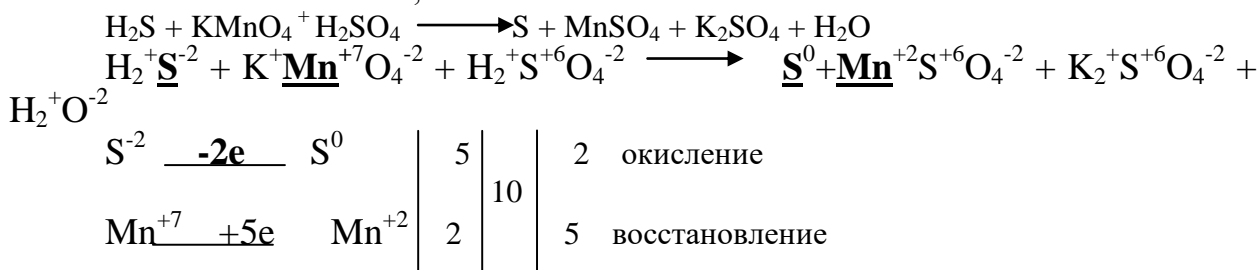 H₂S + KMnO₄ ⁺ H₂SO₄ ⟶ S + MnSO₄ + K₂SO₄ + H₂O
H₂⁺S⁻² + K⁺Mn⁺⁷O₄⁻² + H₂⁺S⁺⁶O₄⁻² ⟶ S⁰+Mn⁺²S⁺⁶O₄⁻² + K₂⁺S⁺⁶O₄⁻² +
H₂⁺O⁻²
S⁻² -2e S⁰ 5 2 окисление
10
Mn⁺⁷ +5e Mn⁺² 2 5 восстановление